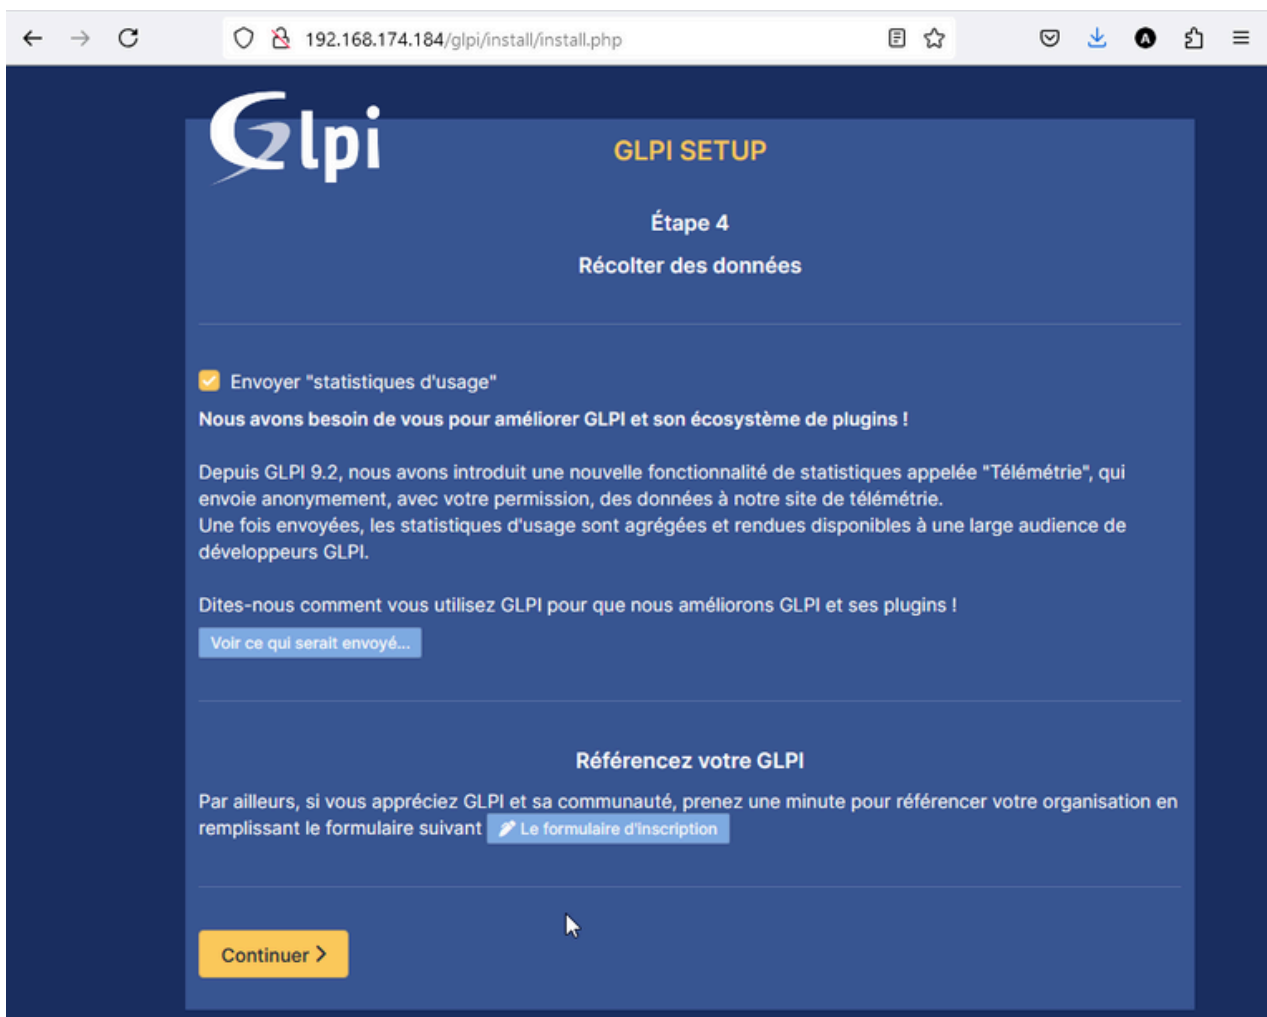 192.168.174.184/glpi/install/install.php
Glpi
GLPI SETUP
Étape 4
Récolter des données
Envoyer "statistiques d'usage"
Nous avons besoin de vous pour améliorer GLPI et son écosystème de plugins !
Depuis GLPI 9.2, nous avons introduit une nouvelle fonctionnalité de statistiques appelée "Télémétrie", qui
envoie anonymement, avec votre permission, des données à notre site de télémétrie.
Une fois envoyées, les statistiques d'usage sont agrégées et rendues disponibles à une large audience de
développeurs GLPI.
Dites-nous comment vous utilisez GLPI pour que nous améliorons GLPI et ses plugins !
Voir ce qui serait envoyé...
Référencez votre GLPI
Par ailleurs, si vous appréciez GLPI et sa communauté, prenez une minute pour référencer votre organisation en
remplissant le formulaire suivant Le formulaire d'inscription
Continuer